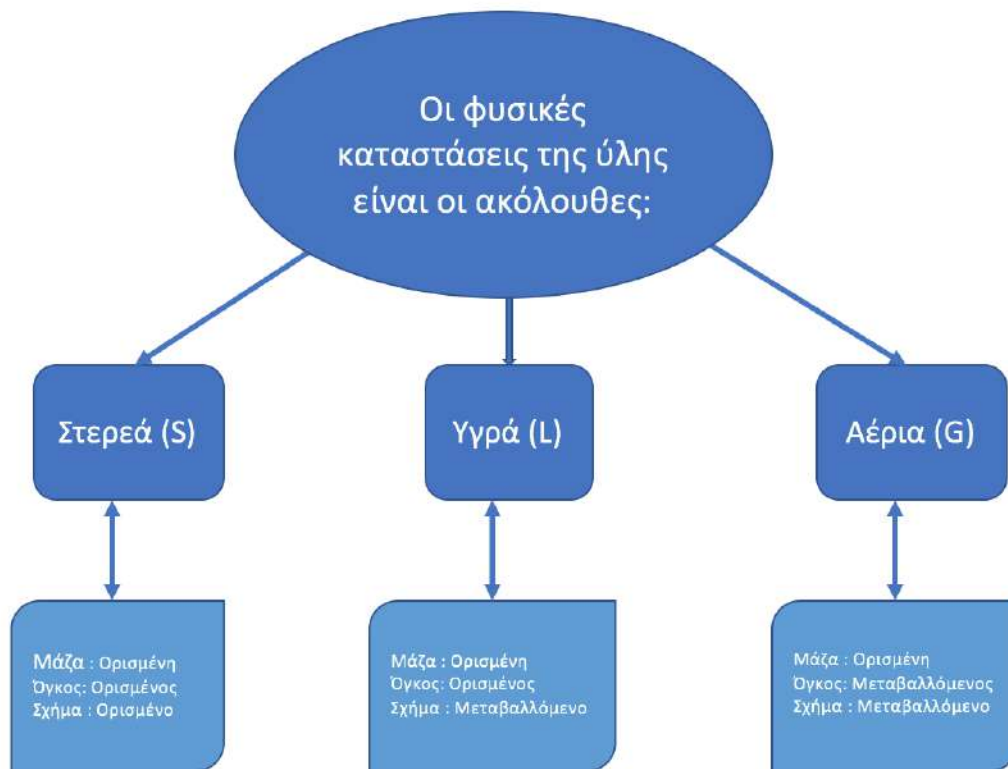 Οι φυσικές
καταστάσεις της ύλης
είναι οι ακόλουθες:
Στερεά (S)
Υγρά (L)
Αέρια (G)
Μάζα : Ορισμένη
Όγκος: Ορισμένος
Σχήμα : Ορισμένο
Μάζα : Ορισμένη
Όγκος: Ορισμένος
Σχήμα : Μεταβαλλόμενο
Μάζα : Ορισμένη
Όγκος: Μεταβαλλόμενος
Σχήμα : Μεταβαλλόμενο